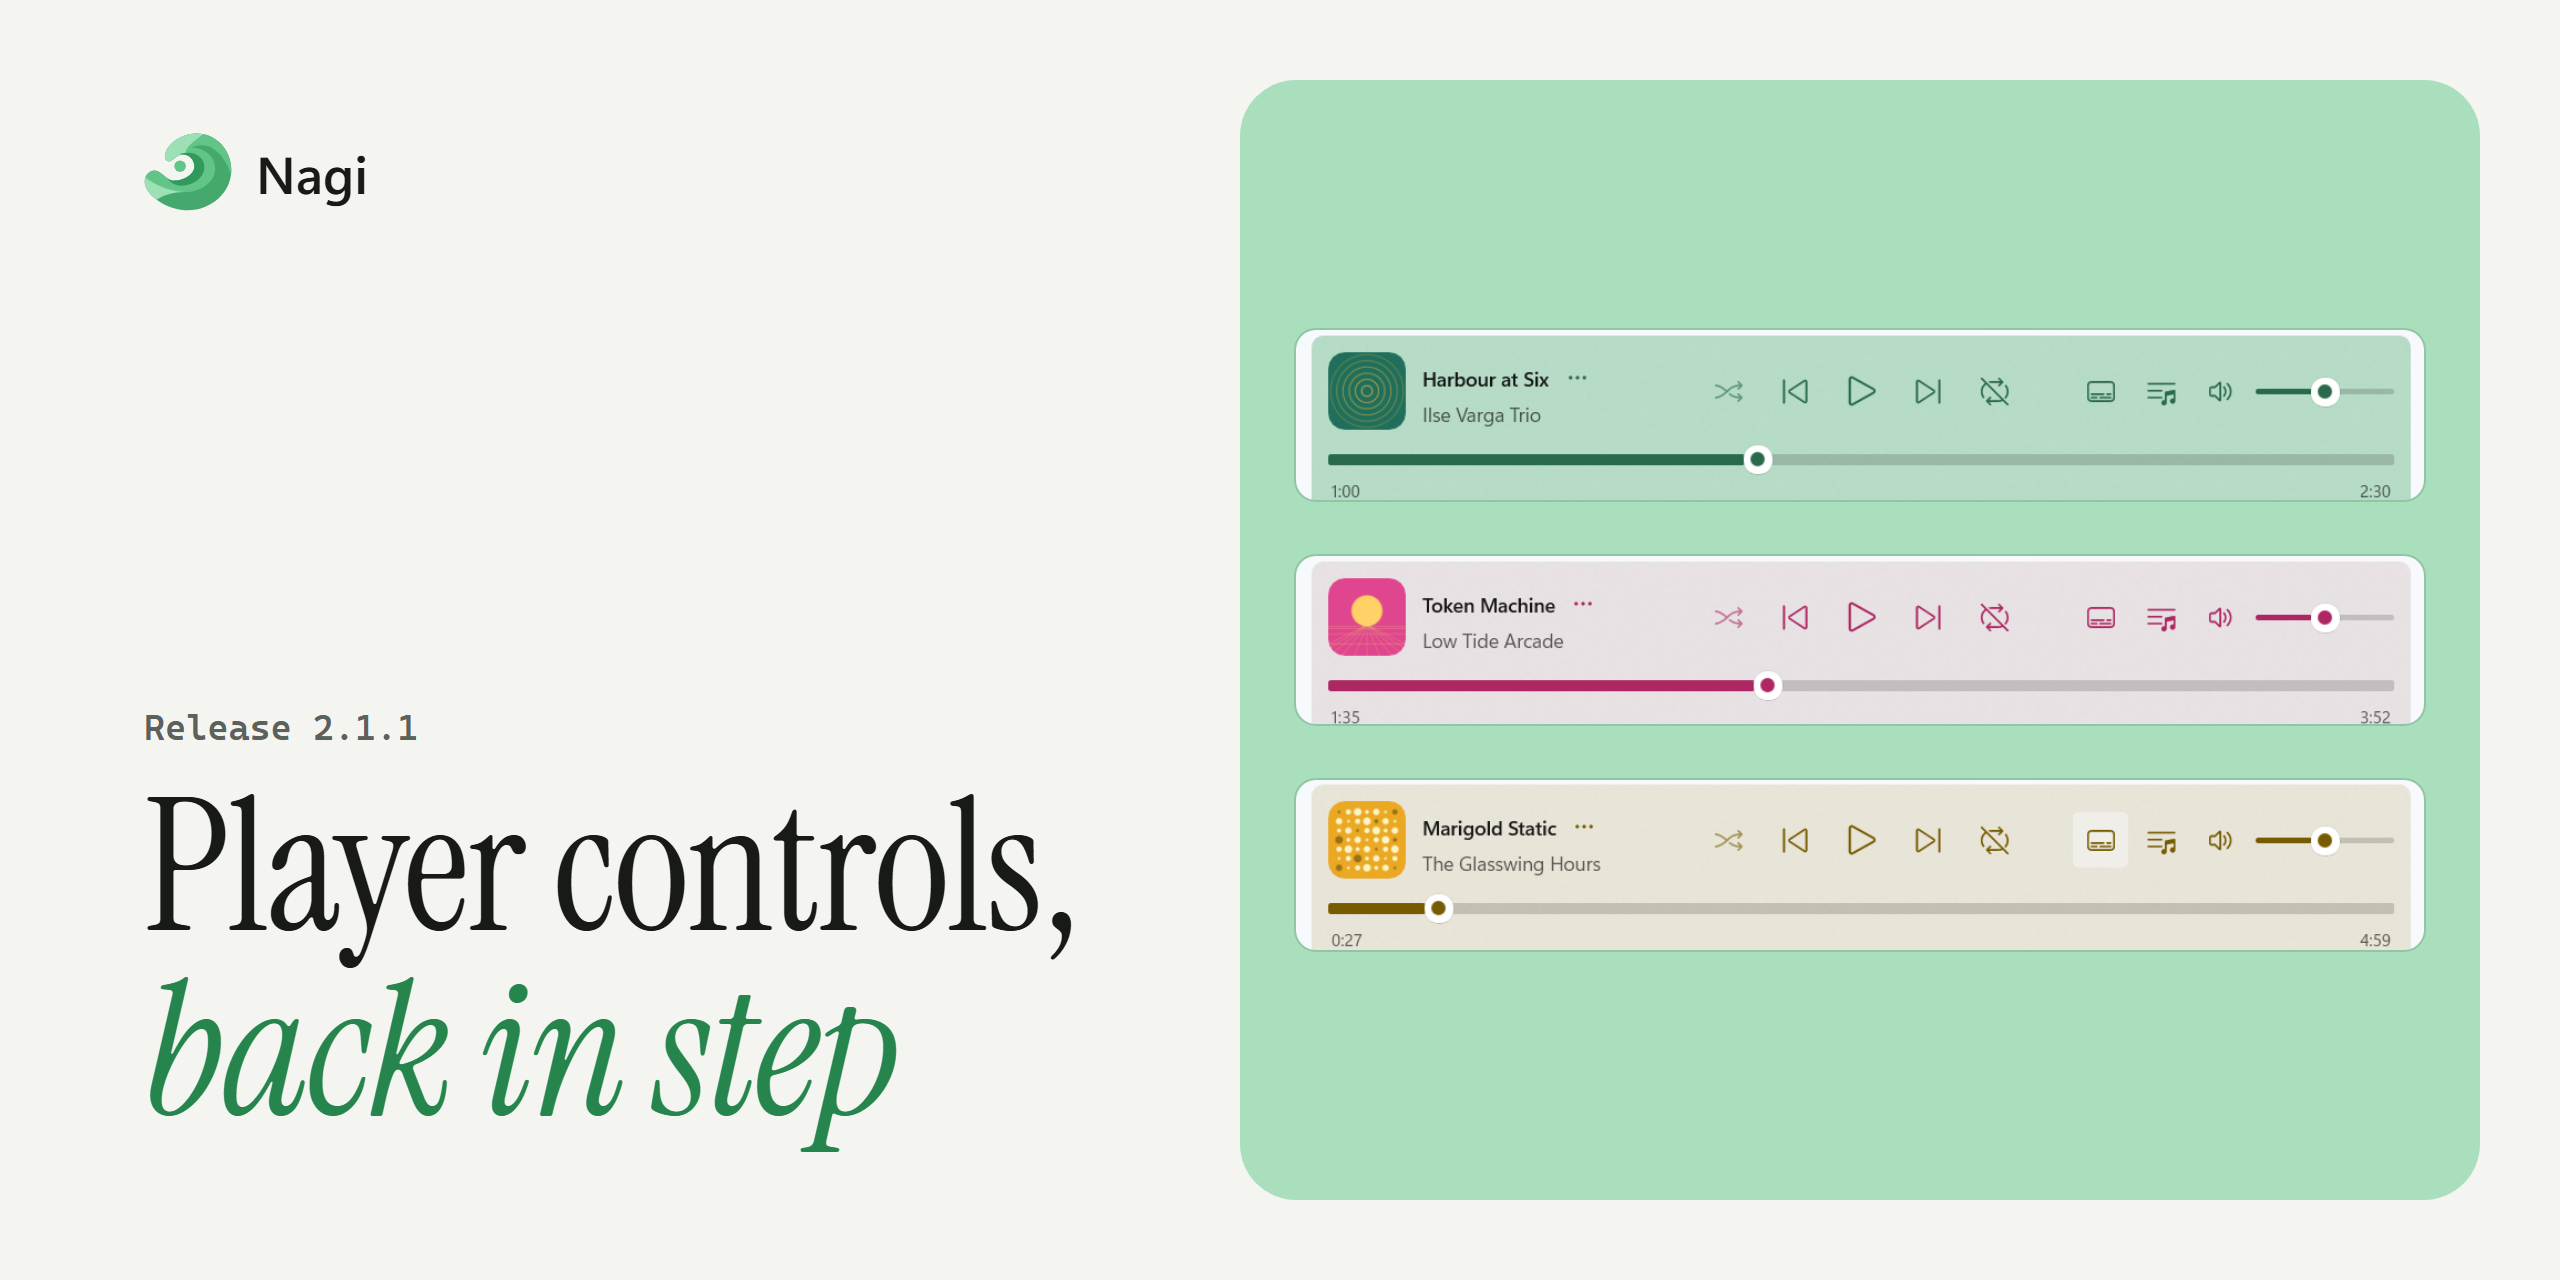 Nagi
Release 2.1.1
Player controls,
back in step
Harbour at Six
Ilse Varga Trio
1:00
2:30
Token Machine
Low Tide Arcade
1:35
3:52
Marigold Static
The Glasswing Hours
0:27
4:59